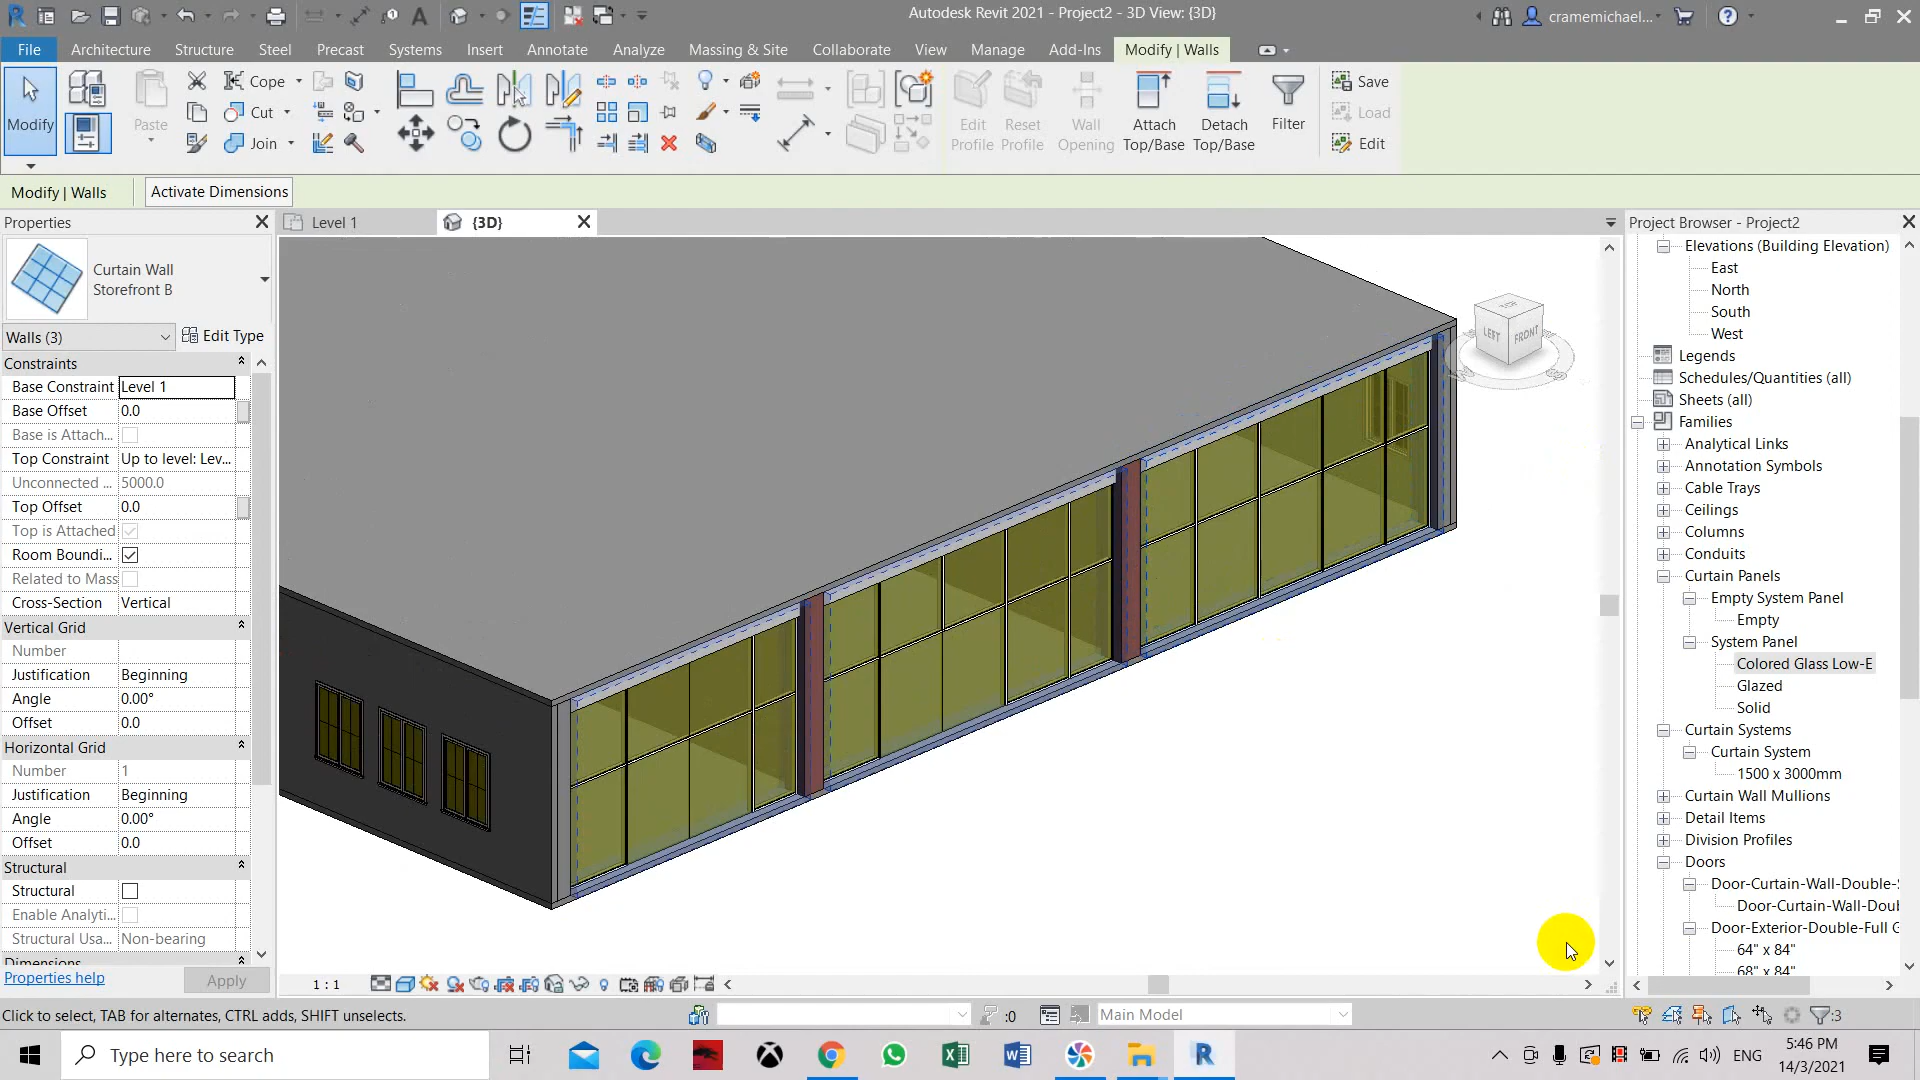 Autodesk Revit 2021 - Project2 - 3D View: {3D}
cramemichael...
File Architecture Structure Steel Precast Systems Insert Annotate Analyze Massing & Site Collaborate View Manage Add-Ins Modify | Walls
Modify
Paste
Cope
Cut
Join
Edit Profile
Reset Profile
Wall Opening
Attach Top/Base
Detach Top/Base
Filter
Save
Load
Edit
Modify | Walls
Activate Dimensions
Properties
Level 1
{3D}
Project Browser - Project2
Curtain Wall
Storefront B
Walls (3)
Edit Type
Constraints
Base Constraint Level 1
Base Offset 0.0
Base is Attach...
Top Constraint Up to level: Lev...
Unconnected ... 5000.0
Top Offset 0.0
Top is Attached
Room Boundi...
Related to Mass
Cross-Section Vertical
Vertical Grid
Number
Justification Beginning
Angle 0.00°
Offset 0.0
Horizontal Grid
Number 1
Justification Beginning
Angle 0.00°
Offset 0.0
Structural
Structural
Enable Analyti...
Structural Usa... Non-bearing
Dimensions
Properties help
Apply
TOP
LEFT
FRONT
Elevations (Building Elevation)
East
North
South
West
Legends
Schedules/Quantities (all)
Sheets (all)
Families
Analytical Links
Annotation Symbols
Cable Trays
Ceilings
Columns
Conduits
Curtain Panels
Empty System Panel
Empty
System Panel
Colored Glass Low-E
Glazed
Solid
Curtain Systems
Curtain System
1500 x 3000mm
Curtain Wall Mullions
Detail Items
Division Profiles
Doors
Door-Curtain-Wall-Double-
Door-Curtain-Wall-Dou
Door-Exterior-Double-Full
64" x 84"
68" x 84"
1 : 1
Click to select, TAB for alternates, CTRL adds, SHIFT unselects.
:0
Main Model
:3
Type here to search
ENG
5:46 PM
14/3/2021